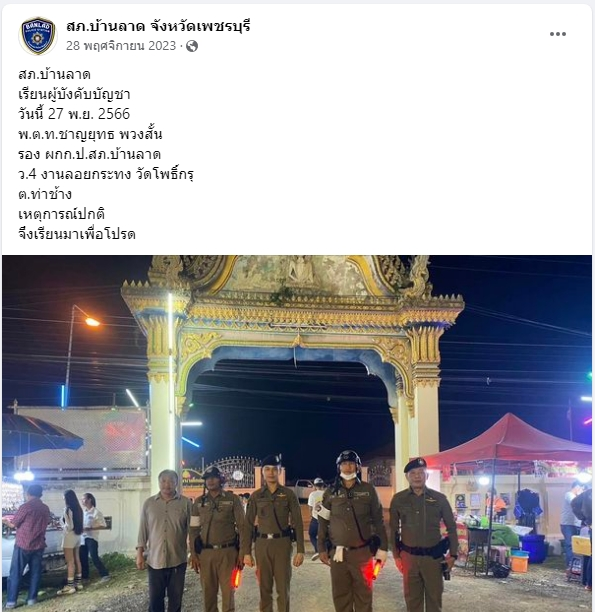 สภ.บ้านลาด จังหวัดเพชรบุรี
28 พฤศจิกายน 2023
สภ.บ้านลาด
เรียนผู้บังคับบัญชา
วันนี้ 27 พ.ย. 2566
พ.ต.ท.ชาญยุทธ พวงสั้น
รอง ผกก.ป.สภ.บ้านลาด
ว.4 งานลอยกระทง วัดโพธิ์กรุ
ต.ท่าช้าง
เหตุการณ์ปกติ
จึงเรียนมาเพื่อโปรด